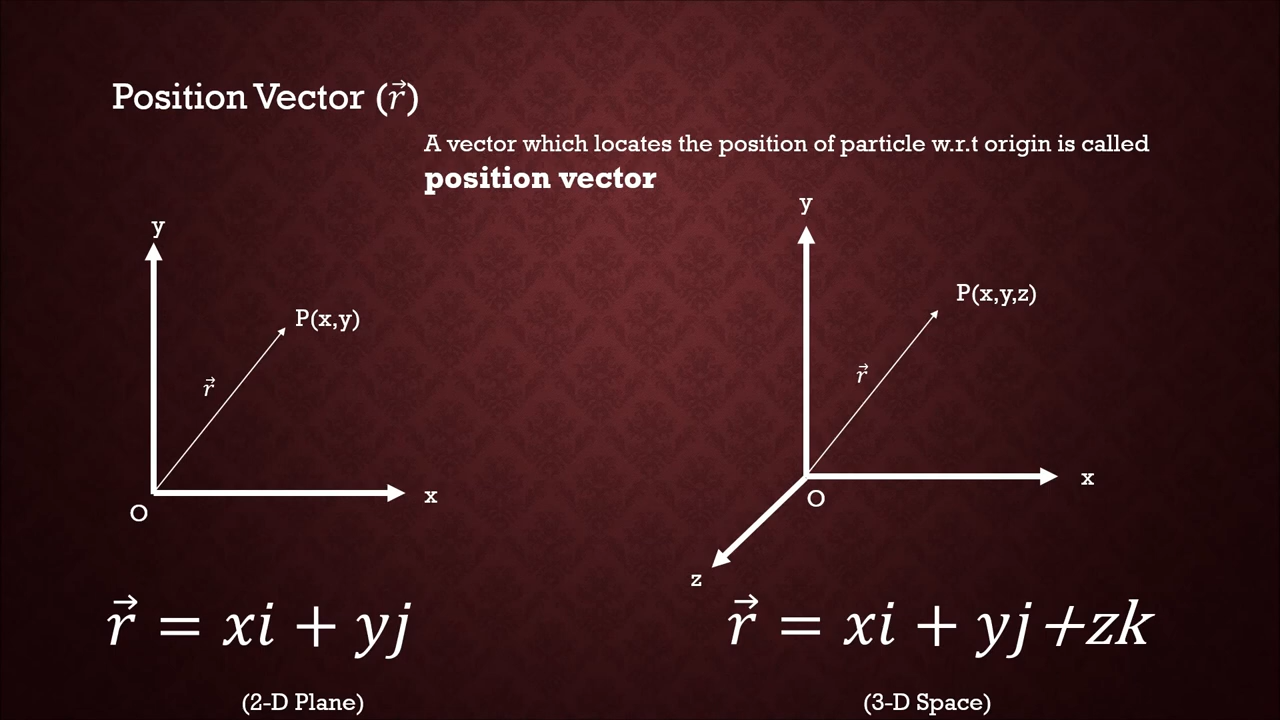 Position Vector (r⃗)
A vector which locates the position of particle w.r.t origin is called
position vector
y
P(x,y)
r⃗
x
O
y
P(x,y,z)
r⃗
x
O
z
r⃗ = xi + yj
r⃗ = xi + yj+zk
(2-D Plane)
(3-D Space)